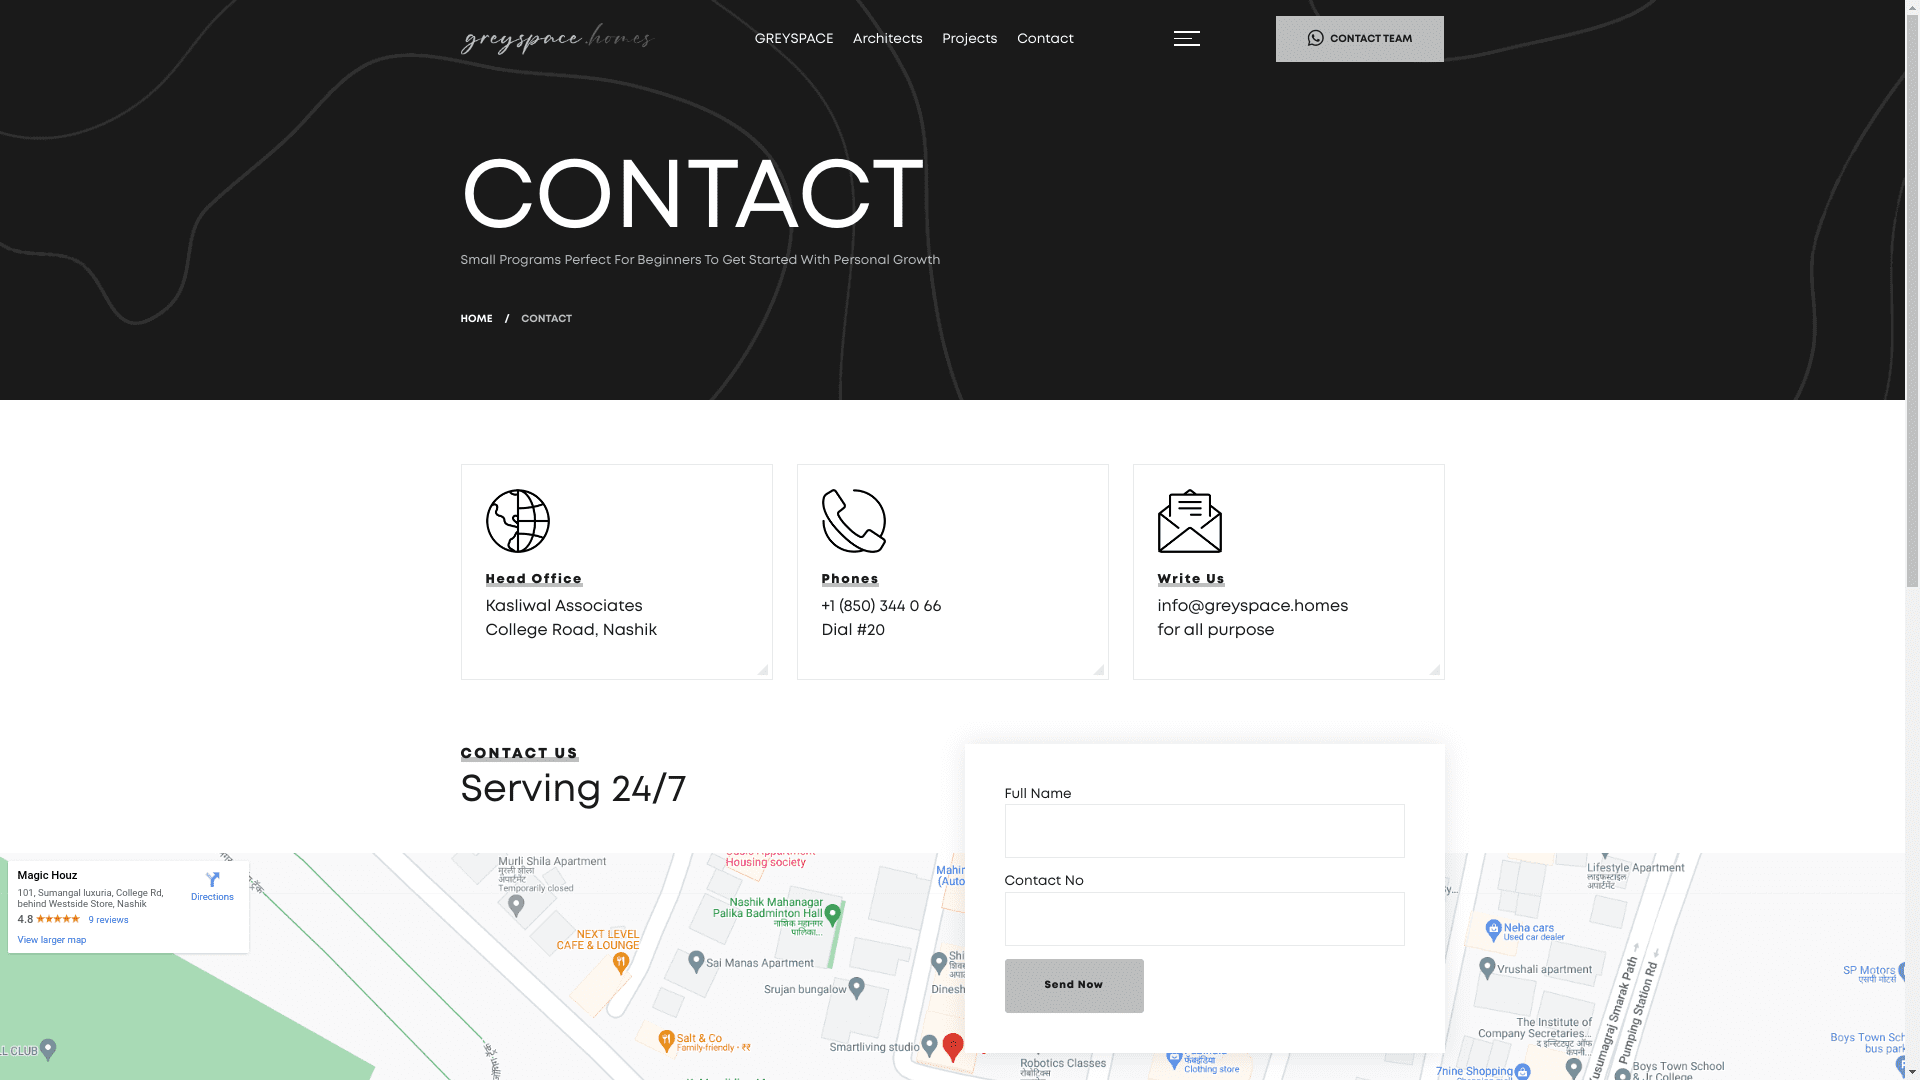 greyspace.homes
GREYSPACE
Architects
Projects
Contact
CONTACT TEAM
CONTACT
Small Programs Perfect For Beginners To Get Started With Personal Growth
HOME / CONTACT
Head Office
Kasliwal Associates
College Road, Nashik
Phones
+1 (850) 344 0 66
Dial #20
Write Us
info@greyspace.homes
for all purpose
CONTACT US
Serving 24/7
Full Name
Contact No
Send Now
Magic Houz
101, Sumangal luxuria, College Rd,
behind Westside Store, Nashik
4.8
9 reviews
Directions
View larger map
Murli Shila Apartment
मुरली शीला
अपार्टमेंट
Temporarily closed
Housing society
Nashik Mahanagar
Palika Badminton Hall
नाशिक महानगर
पालिका...
NEXT LEVEL
CAFE & LOUNGE
Sai Manas Apartment
Srujan bungalow
Salt & Co
Family-friendly • ₹₹
Smartliving studio
Robotics Classes
रोबोटिक्स
Clothing store
Lifestyle Apartment
लाइफस्टाइल
अपार्टमेंट
Neha cars
Used car dealer
Vrushali apartment
SP Motors
एसपी मोटर्स
The Institute of
Company Secretaries...
द इन्स्टिट्यूट ऑफ
कंपनी...
Kusumagraj Smarak Path
Pumping Station Rd
Boys Town School
& Jr College
Boys Town Sch
bus park
7nine Shopping